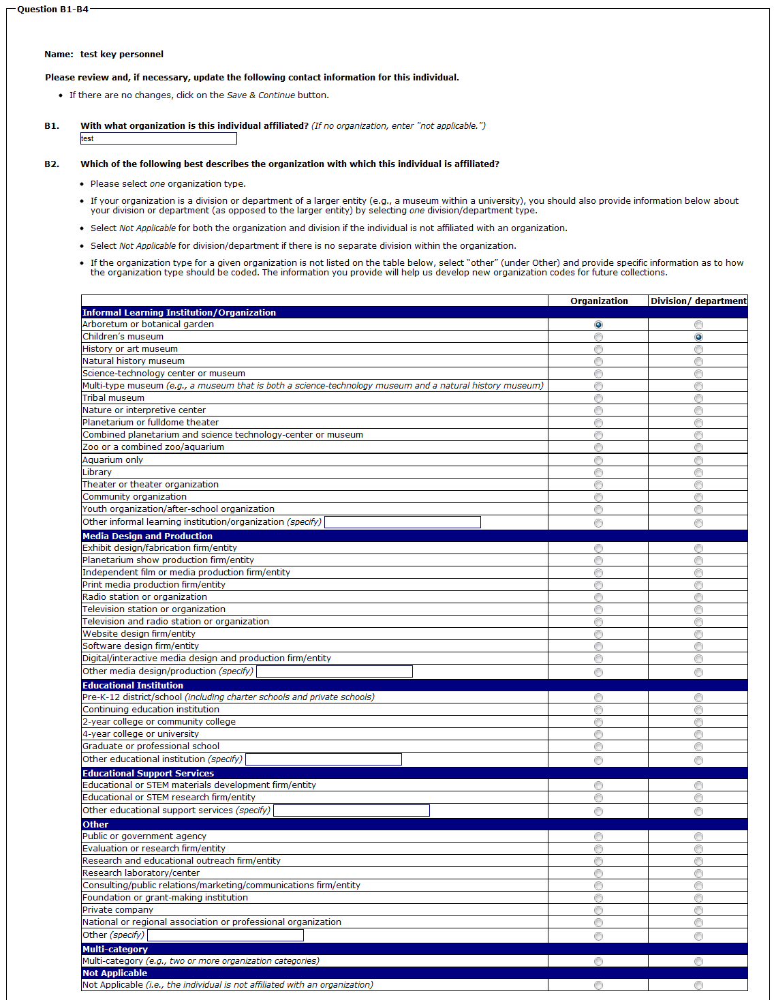 Question B1-B4
Name: test key personnel
Please review and, if necessary, update the following contact information for this individual.
• If there are no changes, click on the Save & Continue button.
B1. With what organization is this individual affiliated? (If no organization, enter "not applicable.")
test
B2. Which of the following best describes the organization with which this individual is affiliated?
• Please select one organization type.
• If your organization is a division or department of a larger entity (e.g., a museum within a university), you should also provide information below about
your division or department (as opposed to the larger entity) by selecting one division/department type.
• Select Not Applicable for both the organization and division if the individual is not affiliated with an organization.
• Select Not Applicable for division/department if there is no separate division within the organization.
• If the organization type for a given organization is not listed on the table below, select “other” (under Other) and provide specific information as to how
the organization type should be coded. The information you provide will help us develop new organization codes for future collections.
Organization Division/ department
Informal Learning Institution/Organization
Arboretum or botanical garden
Children’s museum
History or art museum
Natural history museum
Science-technology center or museum
Multi-type museum (e.g., a museum that is both a science-technology museum and a natural history museum)
Tribal museum
Nature or interpretive center
Planetarium or fulldome theater
Combined planetarium and science technology-center or museum
Zoo or a combined zoo/aquarium
Aquarium only
Library
Theater or theater organization
Community organization
Youth organization/after-school organization
Other informal learning institution/organization (specify)
Media Design and Production
Exhibit design/fabrication firm/entity
Planetarium show production firm/entity
Independent film or media production firm/entity
Print media production firm/entity
Radio station or organization
Television station or organization
Television and radio station or organization
Website design firm/entity
Software design firm/entity
Digital/interactive media design and production firm/entity
Other media design/production (specify)
Educational Institution
Pre-K-12 district/school (including charter schools and private schools)
Continuing education institution
2-year college or community college
4-year college or university
Graduate or professional school
Other educational institution (specify)
Educational Support Services
Educational or STEM materials development firm/entity
Educational or STEM research firm/entity
Other educational support services (specify)
Other
Public or government agency
Evaluation or research firm/entity
Research and educational outreach firm/entity
Research laboratory/center
Consulting/public relations/marketing/communications firm/entity
Foundation or grant-making institution
Private company
National or regional association or professional organization
Other (specify)
Multi-category
Multi-category (e.g., two or more organization categories)
Not Applicable
Not Applicable (i.e., the individual is not affiliated with an organization)